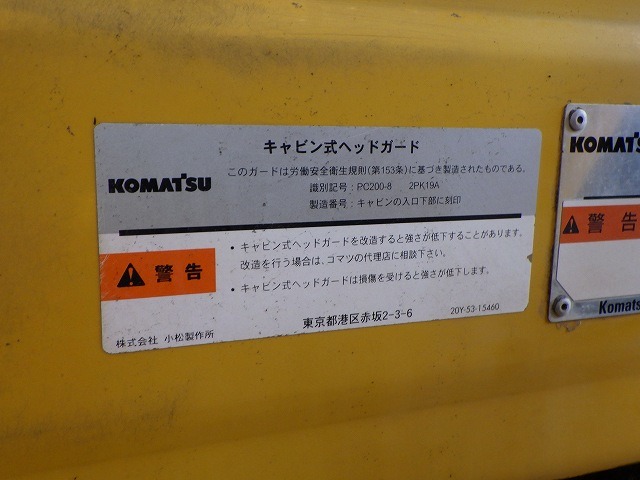 キャビン式ヘッドガード
このガードは労働安全衛生規則(第153条)に基づき製造されたものである。
KOMATSU
識別記号：PC200-8 2PK19A
製造番号：キャビンの入口下部に刻印
警告
・キャビン式ヘッドガードを改造すると強さが低下することがあります。
改造を行う場合は、コマツの代理店に相談下さい。
・キャビン式ヘッドガードは損傷を受けると強さが低下します。
株式会社 小松製作所
東京都港区赤坂2-3-6
20Y-53-15460
KOMATS
Komats